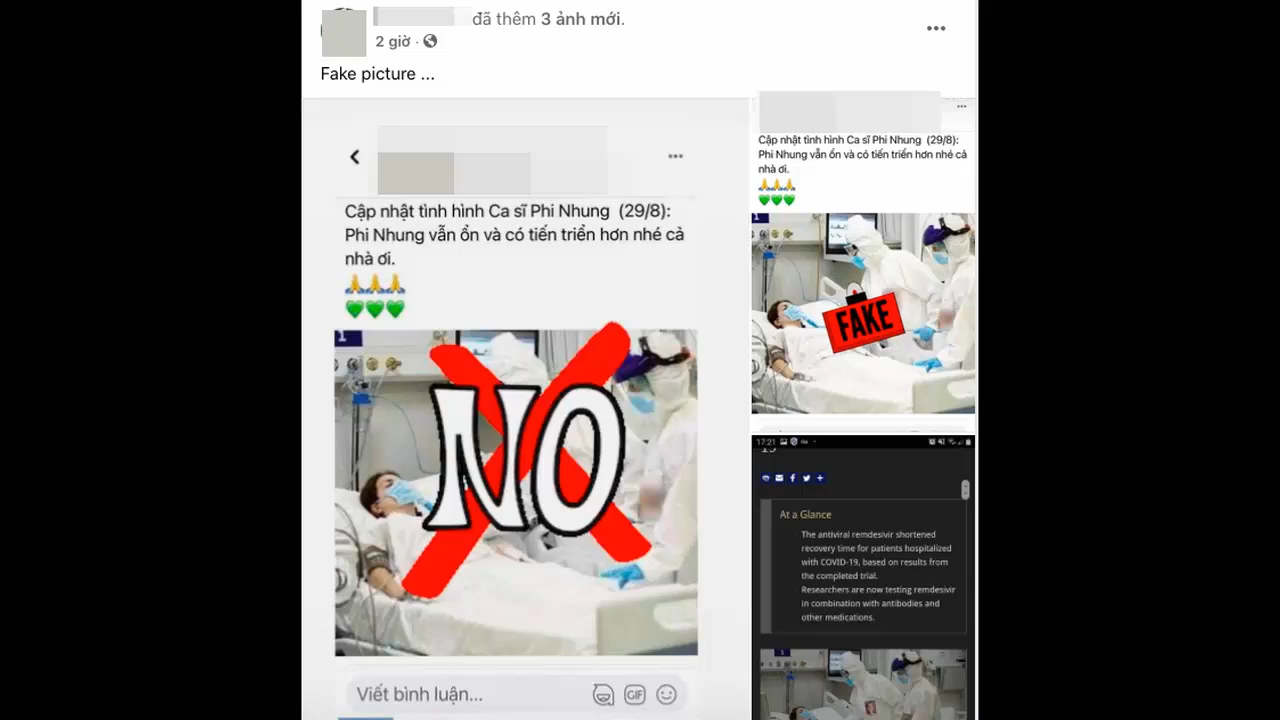 đã thêm 3 ảnh mới.
2 giờ ·
Fake picture ...
Cập nhật tình hình Ca sĩ Phi Nhung (29/8):
Phi Nhung vẫn ổn và có tiến triển hơn nhé cả
nhà ơi.
NO
Viết bình luận...
GIF
Cập nhật tình hình Ca sĩ Phi Nhung (29/8):
Phi Nhung vẫn ổn và có tiến triển hơn nhé cả
nhà ơi.
1
FAKE
17:21
At a Glance
The antiviral remdesivir shortened
recovery time for patients hospitalized
with COVID-19, based on results from
the completed trial.
Researchers are now testing remdesivir
in combination with antibodies and
other medications.